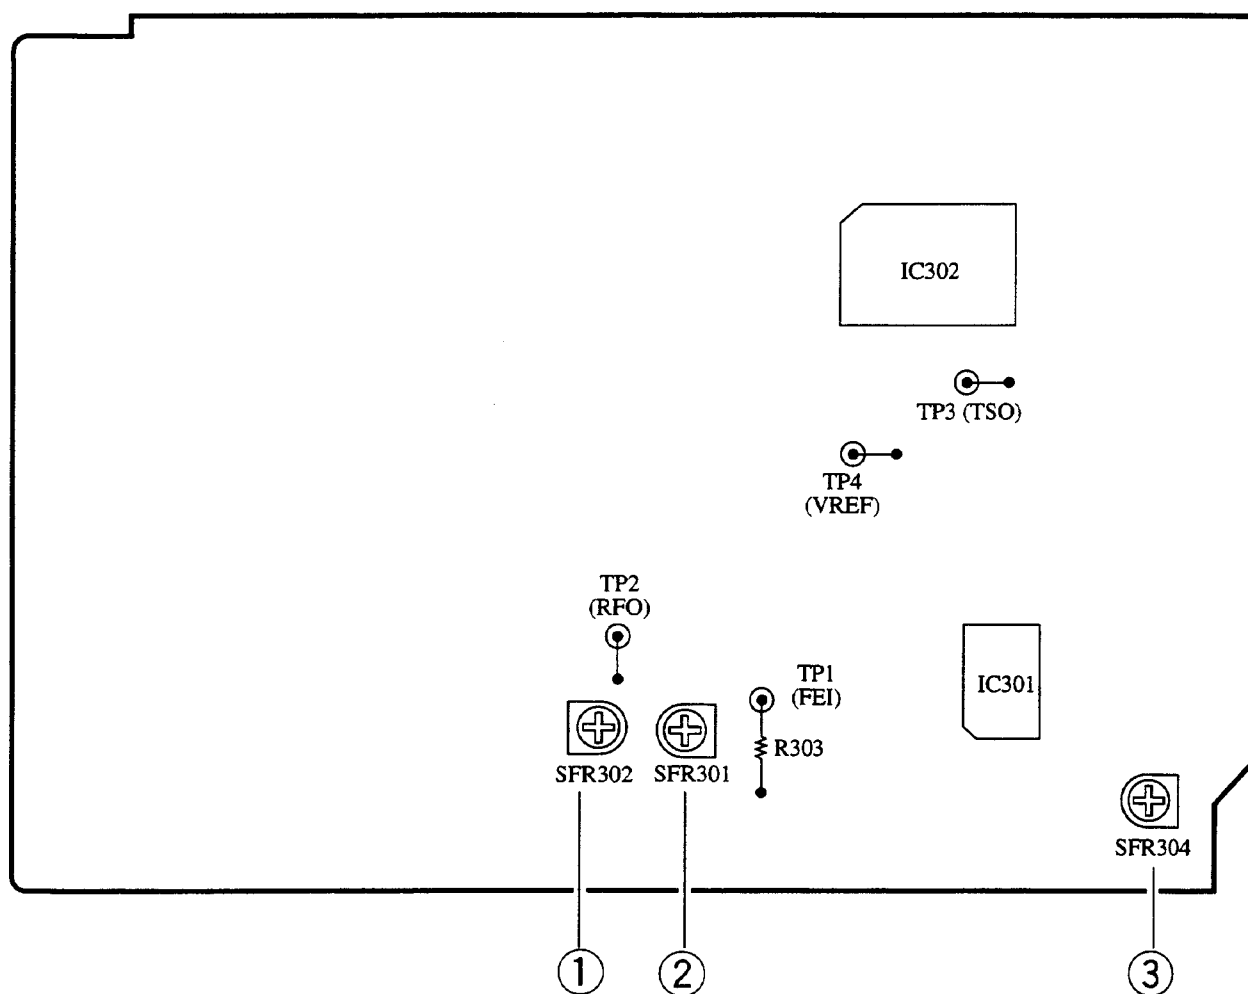 IC302
TP3 (TSO)
TP4
(VREF)
TP2
(RFO)
TP1
(FEI)
IC301
R303
SFR302
SFR301
SFR304
1
2
3